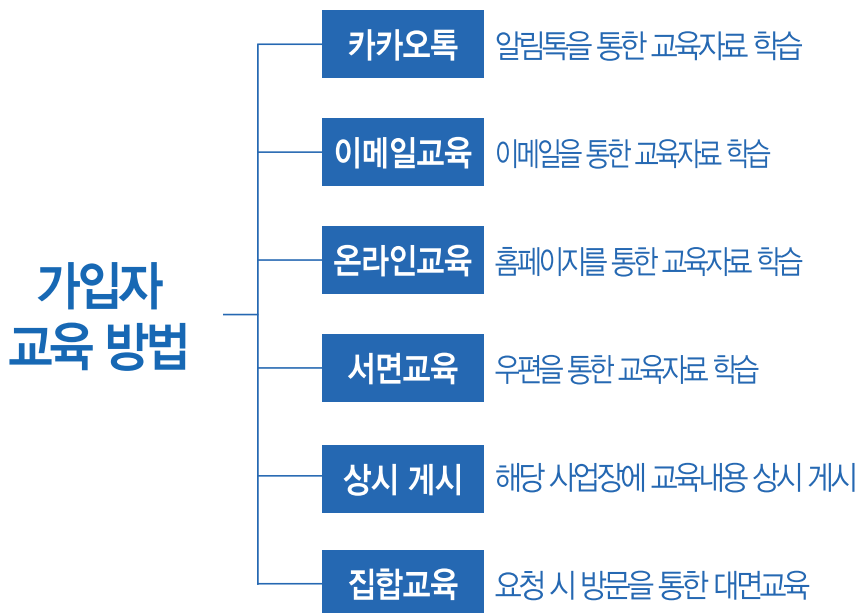 가입자
교육 방법
카카오톡 알림톡을 통한 교육자료 학습
이메일교육 이메일을 통한 교육자료 학습
온라인교육 홈페이지를 통한 교육자료 학습
서면교육 우편을 통한 교육자료 학습
상시 게시 해당 사업장에 교육내용 상시 게시
집합교육 요청 시 방문을 통한 대면교육